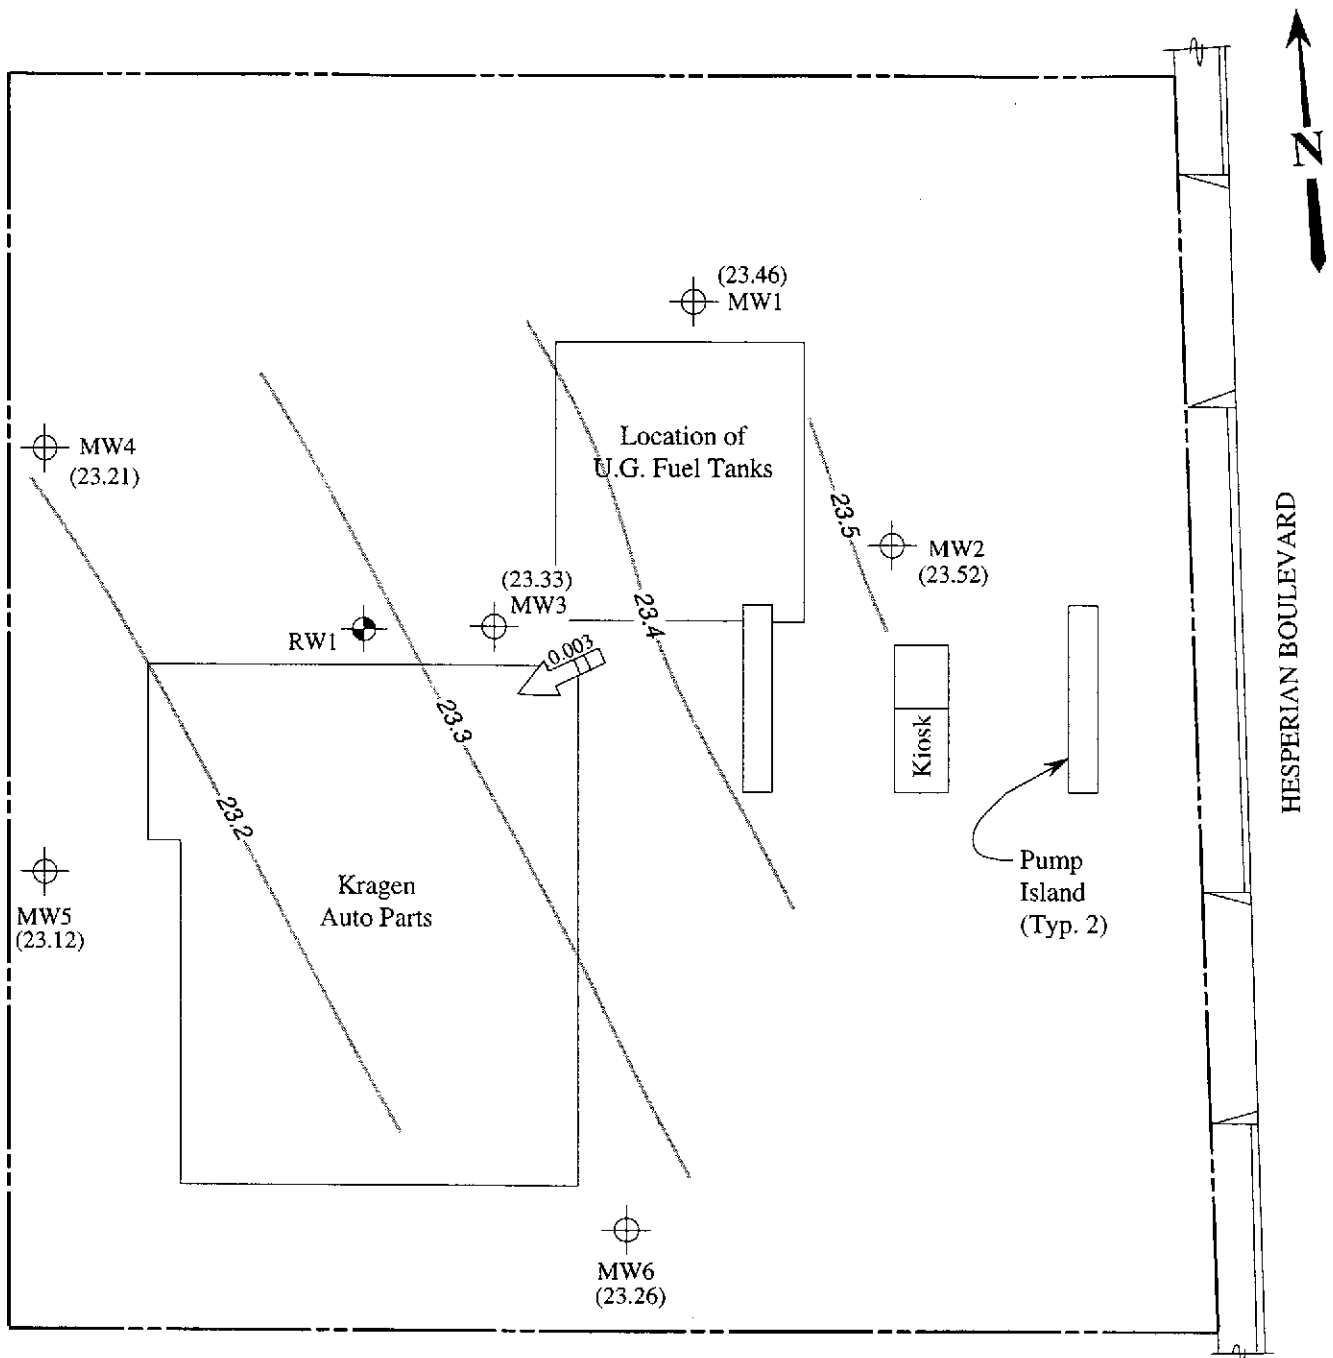 N
(23.46)
MW1
MW4
(23.21)
Location of
U.G. Fuel Tanks
23.5
MW2
(23.52)
(23.33)
MW3
RW1
23.4
0.003
23.3
Kiosk
HESPERIAN BOULEVARD
23.2
Pump
Island
(Typ. 2)
Kragen
Auto Parts
MW5
(23.12)
MW6
(23.26)